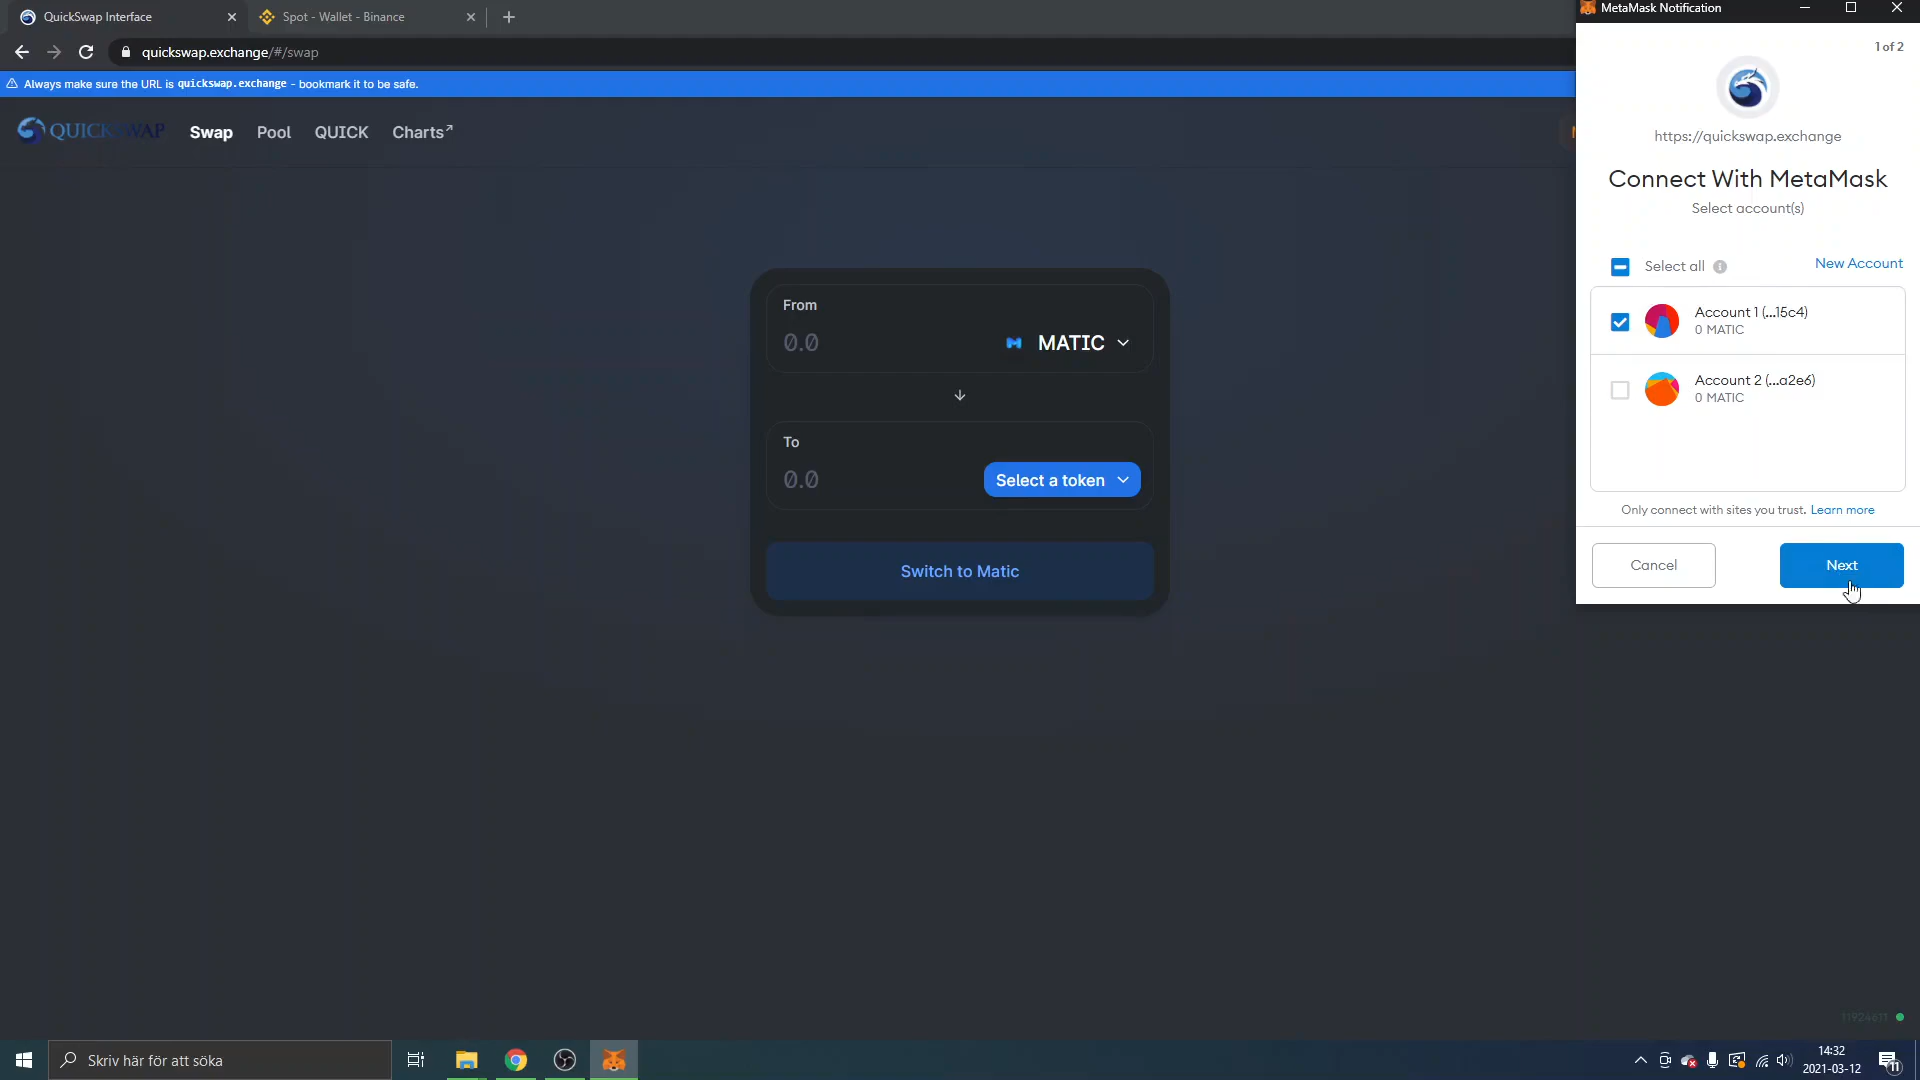 QuickSwap Interface
Spot - Wallet - Binance
quickswap.exchange/#/swap
Always make sure the URL is quickswap.exchange - bookmark it to be safe.
QUICKSWAP
Swap
Pool
QUICK
Charts↗
From
0.0
MATIC
To
0.0
Select a token
Switch to Matic
MetaMask Notification
1 of 2
https://quickswap.exchange
Connect With MetaMask
Select account(s)
Select all
New Account
Account 1 (...15c4)
0 MATIC
Account 2 (...a2e6)
0 MATIC
Only connect with sites you trust. Learn more
Cancel
Next
11924611
Skriv här för att söka
14:32
2021-03-12
11